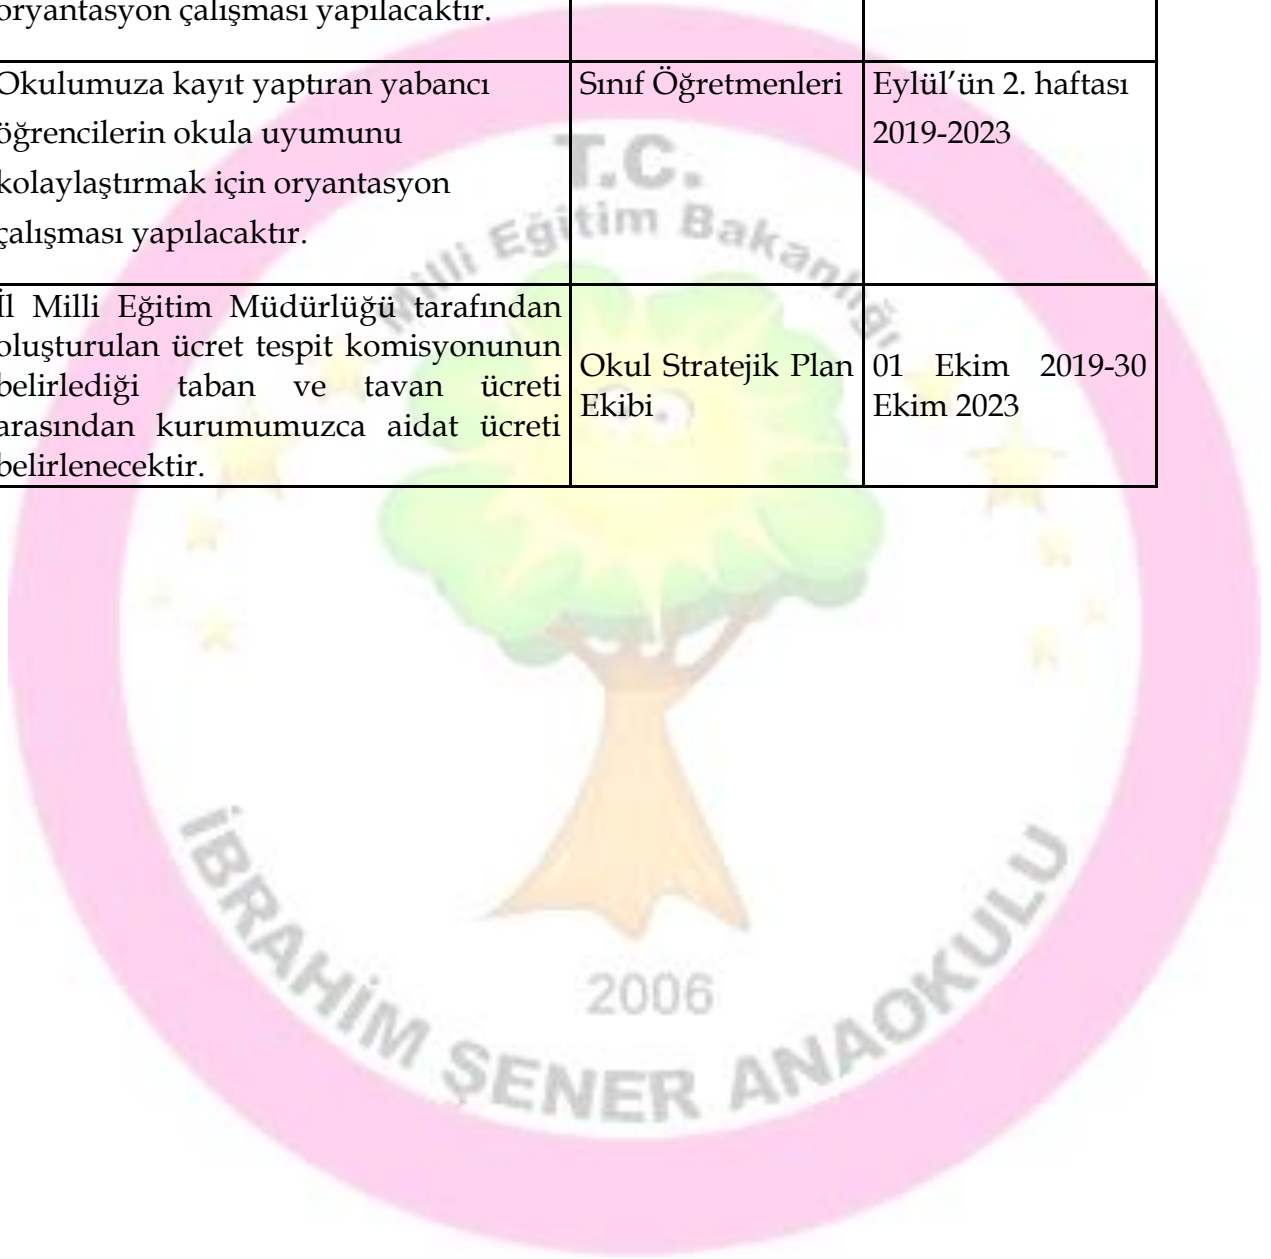 oryantasyon çalışması yapılacaktır.
Okulumuza kayıt yaptıran yabancı
öğrencilerin okula uyumunu
kolaylaştırmak için oryantasyon
çalışması yapılacaktır.
Sınıf Öğretmenleri
Eylül’ün 2. haftası
2019-2023
İl Milli Eğitim Müdürlüğü tarafından
oluşturulan ücret tespit komisyonunun
belirlediği taban ve tavan ücreti
arasından kurumumuzca aidat ücreti
belirlenecektir.
Okul Stratejik Plan
Ekibi
01 Ekim 2019-30
Ekim 2023
T.C.
Milli Eğitim Bakanlığı
2006
İBRAHİM ŞENER ANAOKULU